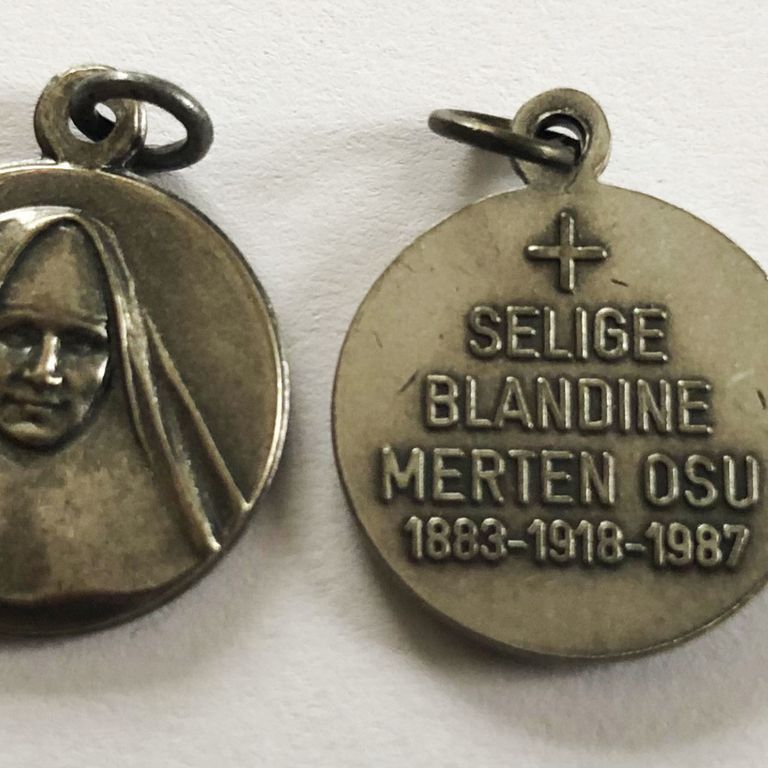 SELIGE
BLANDINE
MERTEN OSU
1883-1918-1987